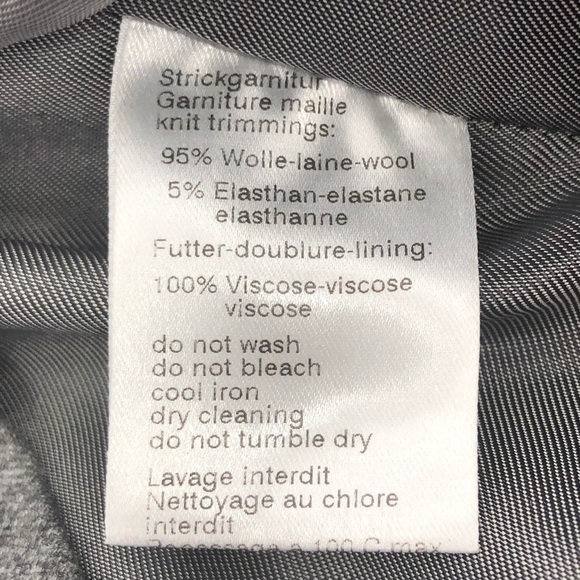 Strickgarnitur
Garniture maille
knit trimmings:
95% Wolle-laine-wool
5% Elasthan-elastane
elasthanne
Futter-doublure-lining:
100% Viscose-viscose
viscose
do not wash
do not bleach
cool iron
dry cleaning
do not tumble dry
Lavage interdit
Nettoyage au chlore
interdit